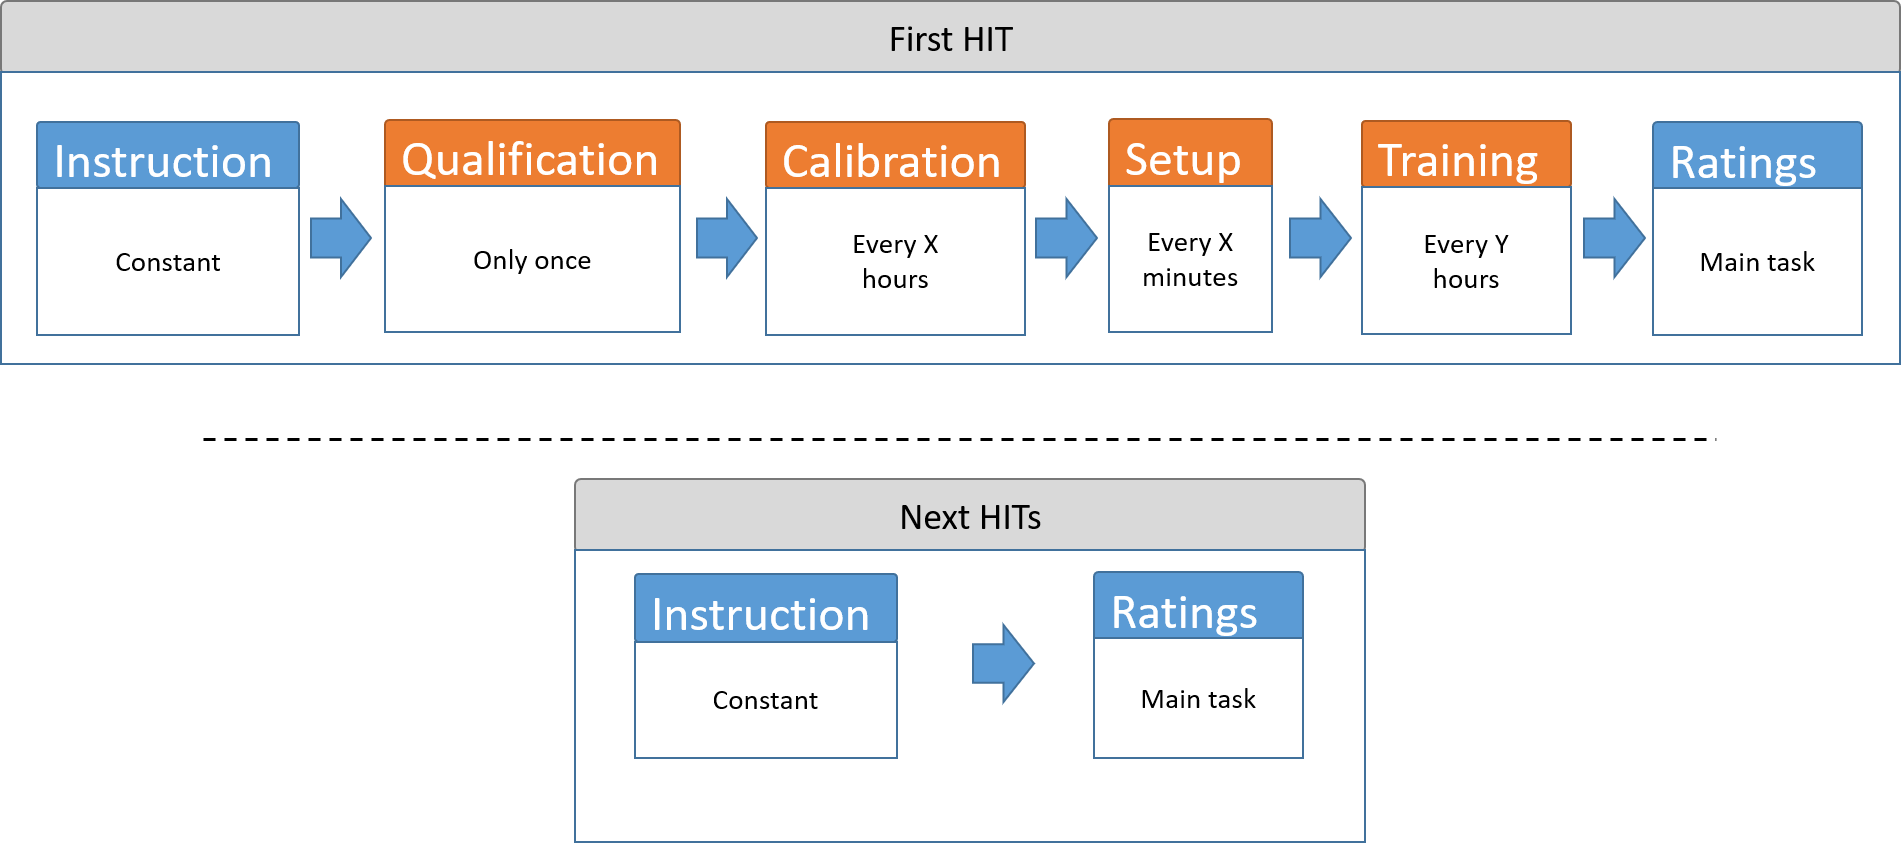 First HIT
Instruction
Constant
Qualification
Only once
Calibration
Every X
hours
Setup
Every X
minutes
Training
Every Y
hours
Ratings
Main task
Next HITs
Instruction
Constant
Ratings
Main task